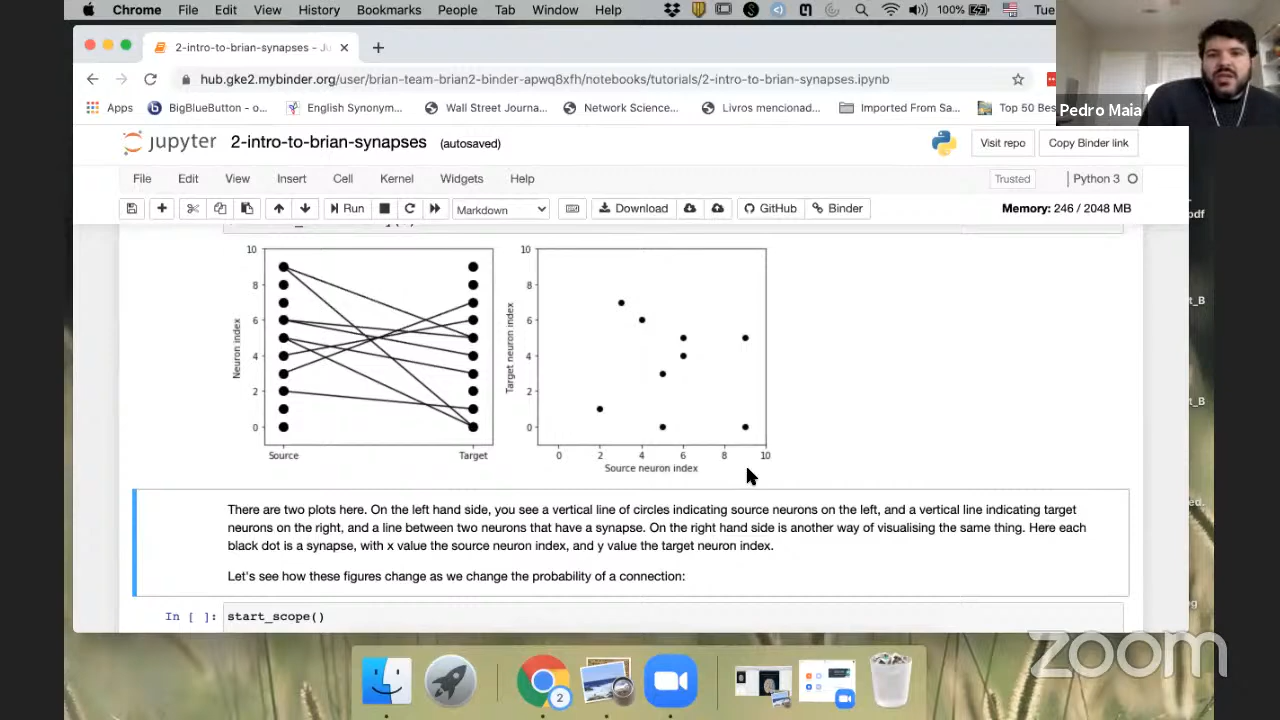 Chrome File Edit View History Bookmarks People Tab Window Help 100% Tue
2-intro-to-brian-synapses - Ju
hub.gke2.mybinder.org/user/brian-team-brian2-binder-apwq8xfh/notebooks/tutorials/2-intro-to-brian-synapses.ipynb
Apps BigBlueButton - o... English Synonym... Wall Street Journa... Network Science... Livros mencionad... Imported From Sa... Top 50 Bes
Pedro Maia
jupyter 2-intro-to-brian-synapses (autosaved) Visit repo Copy Binder link
File Edit View Insert Cell Kernel Widgets Help Trusted Python 3
Run Markdown Download GitHub Binder Memory: 246 / 2048 MB
pdf
10
8
6
4
2
0
Neuron index
Source Target
10
8
6
4
2
0
Target neuron index
0 2 4 6 8 10
Source neuron index
t_B
t_B
There are two plots here. On the left hand side, you see a vertical line of circles indicating source neurons on the left, and a vertical line indicating target
neurons on the right, and a line between two neurons that have a synapse. On the right hand side is another way of visualising the same thing. Here each
black dot is a synapse, with x value the source neuron index, and y value the target neuron index.
Let's see how these figures change as we change the probability of a connection:
In [ ]: start_scope()
ng
2
zoom